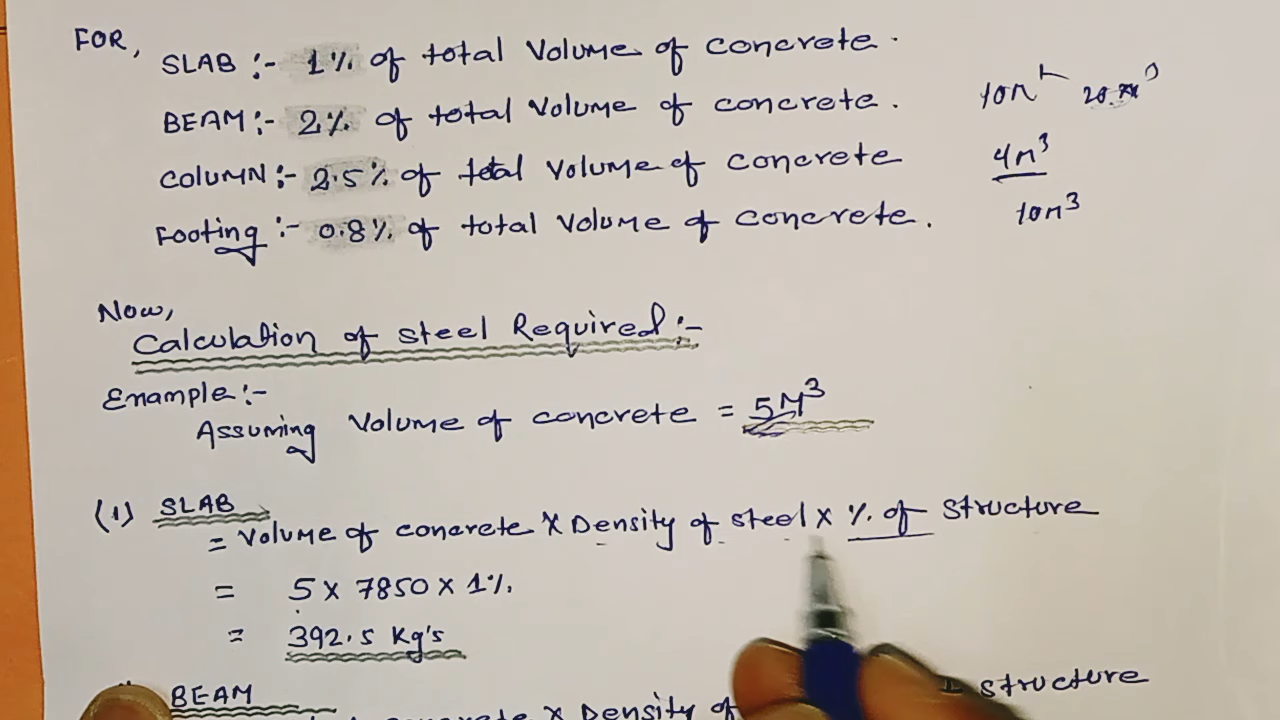 FOR,
SLAB :- 1% of total Volume of concrete.
BEAM :- 2% of total Volume of concrete.
COLUMN :- 2.5% of total Volume of concrete
Footing :- 0.8% of total Volume of concrete.
4m³
10m³
Now,
Calculation of steel Required :-
Example :-
Assuming Volume of concrete = 5M³
(1) SLAB
= Volume of concrete X Density of steel x % of structure
= 5 x 7850 x 1%
= 392.5 Kg's
BEAM
concrete X Density of structure